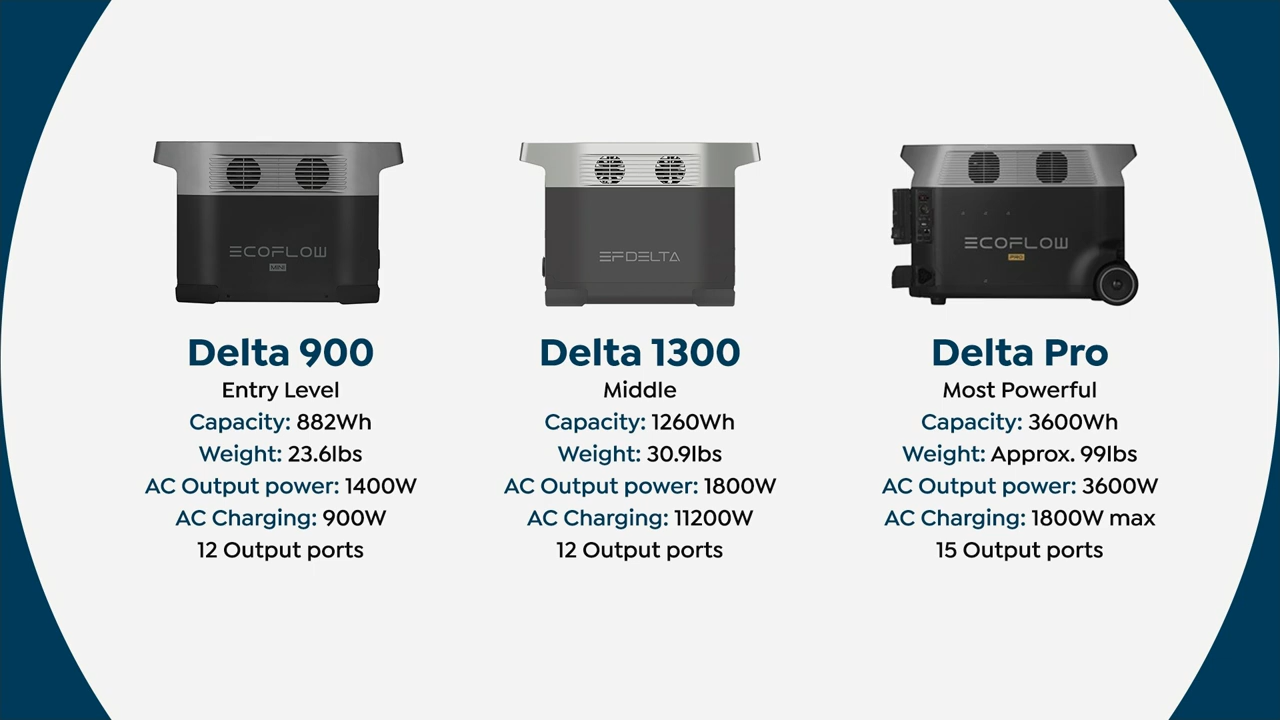 ECOFLOW
MINI
Delta 900
Entry Level
Capacity: 882Wh
Weight: 23.6lbs
AC Output power: 1400W
AC Charging: 900W
12 Output ports
EFDELTA
Delta 1300
Middle
Capacity: 1260Wh
Weight: 30.9lbs
AC Output power: 1800W
AC Charging: 11200W
12 Output ports
ECOFLOW
PRO
Delta Pro
Most Powerful
Capacity: 3600Wh
Weight: Approx. 99lbs
AC Output power: 3600W
AC Charging: 1800W max
15 Output ports